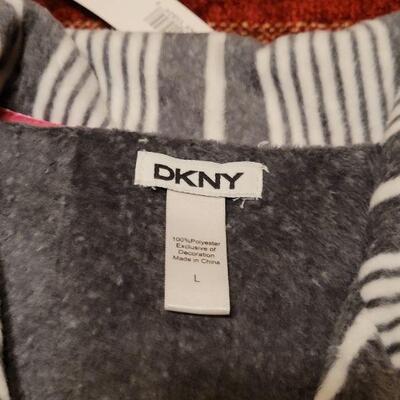 DKNY
100%Polyester
Exclusive of
Decoration
Made in China
L